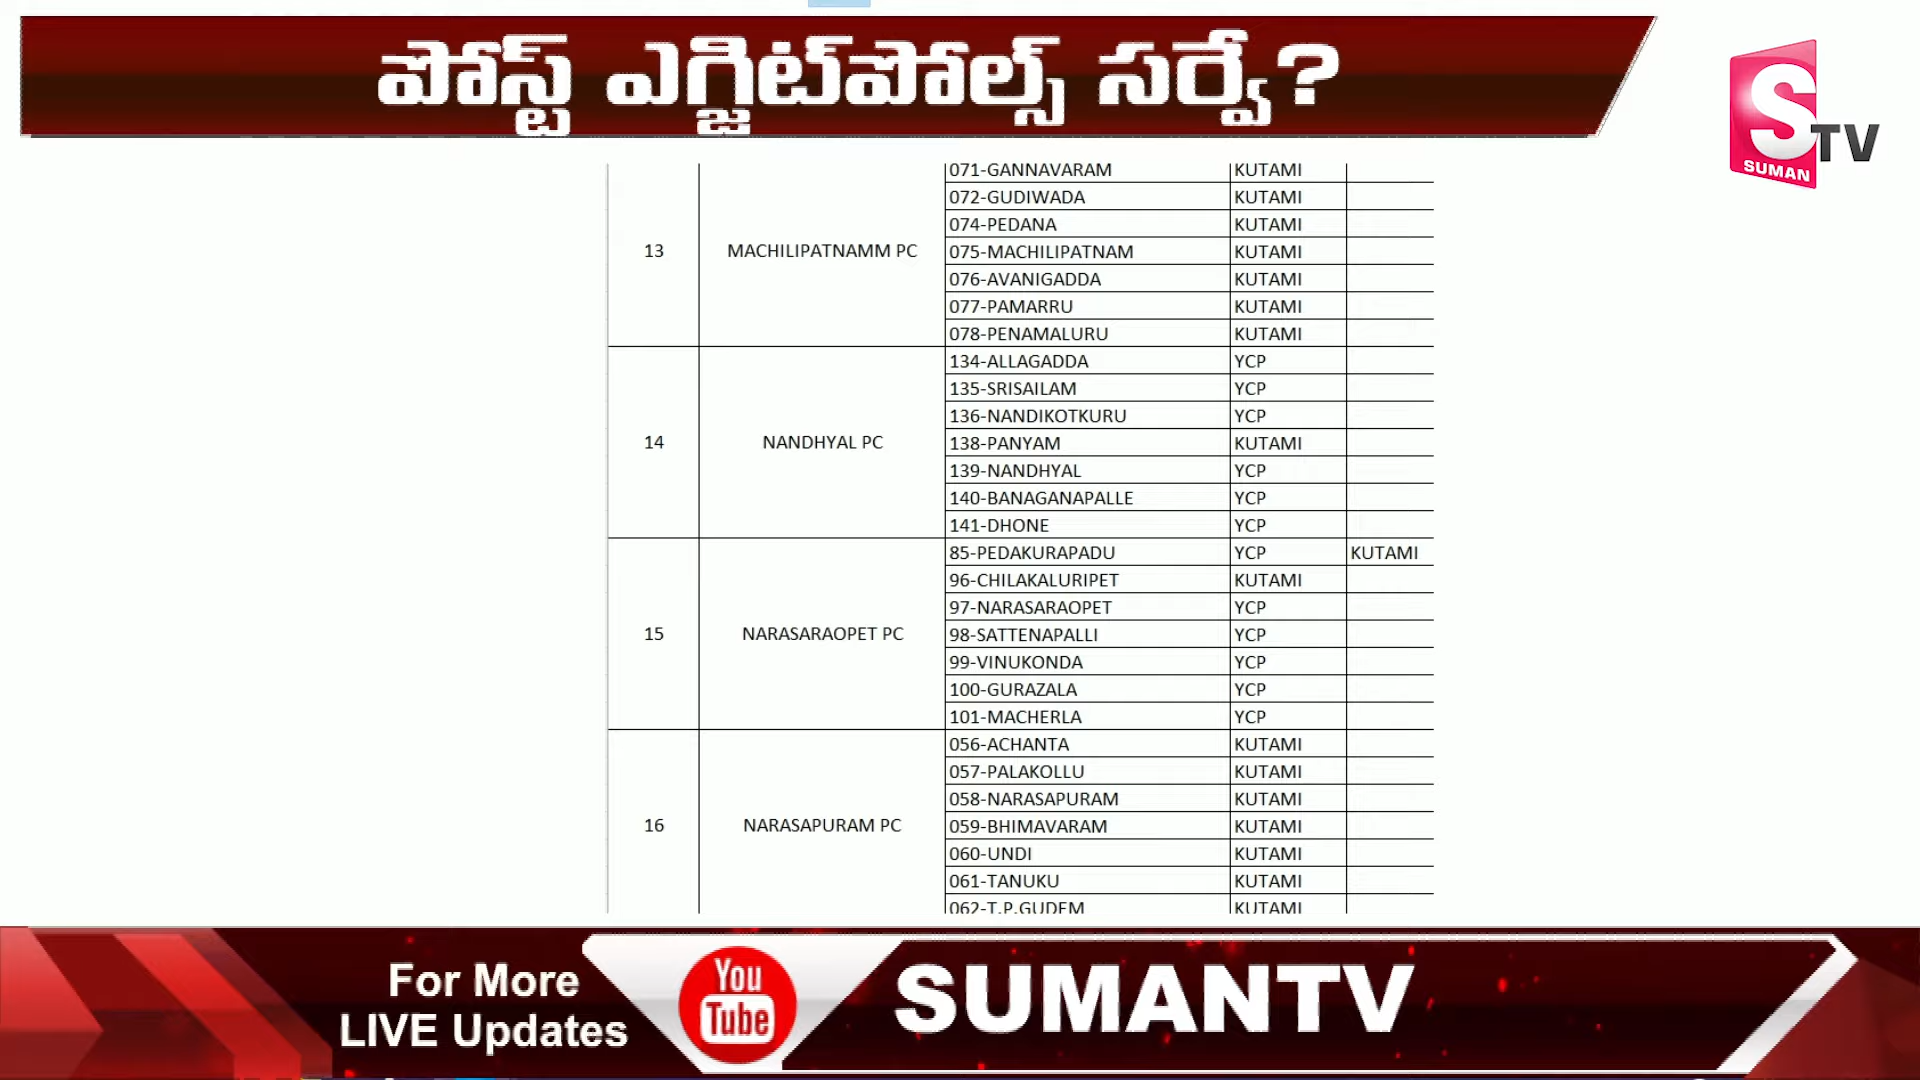 పోస్ట్ ఎగ్జిట్‌పోల్స్ సర్వే?
S TV
SUMAN
071-GANNAVARAM KUTAMI
072-GUDIWADA KUTAMI
074-PEDANA KUTAMI
13 MACHILIPATNAMM PC 075-MACHILIPATNAM KUTAMI
076-AVANIGADDA KUTAMI
077-PAMARRU KUTAMI
078-PENAMALURU KUTAMI
134-ALLAGADDA YCP
135-SRISAILAM YCP
136-NANDIKOTKURU YCP
14 NANDHYAL PC 138-PANYAM KUTAMI
139-NANDHYAL YCP
140-BANAGANAPALLE YCP
141-DHONE YCP
85-PEDAKURAPADU YCP KUTAMI
96-CHILAKALURIPET KUTAMI
97-NARASARAOPET YCP
15 NARASARAOPET PC 98-SATTENAPALLI YCP
99-VINUKONDA YCP
100-GURAZALA YCP
101-MACHERLA YCP
056-ACHANTA KUTAMI
057-PALAKOLLU KUTAMI
058-NARASAPURAM KUTAMI
16 NARASAPURAM PC 059-BHIMAVARAM KUTAMI
060-UNDI KUTAMI
061-TANUKU KUTAMI
062-T.P.GUDEM KUTAMI
For More
LIVE Updates
You
Tube
SUMANTV